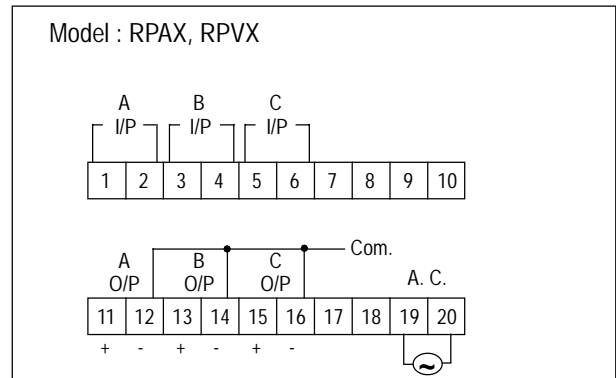 Model : RPAX, RPVX
A B C
I/P I/P I/P
1 2 3 4 5 6 7 8 9 10
Com.
A B C A. C.
O/P O/P O/P
11 12 13 14 15 16 17 18 19 20
+ - + - + -
~